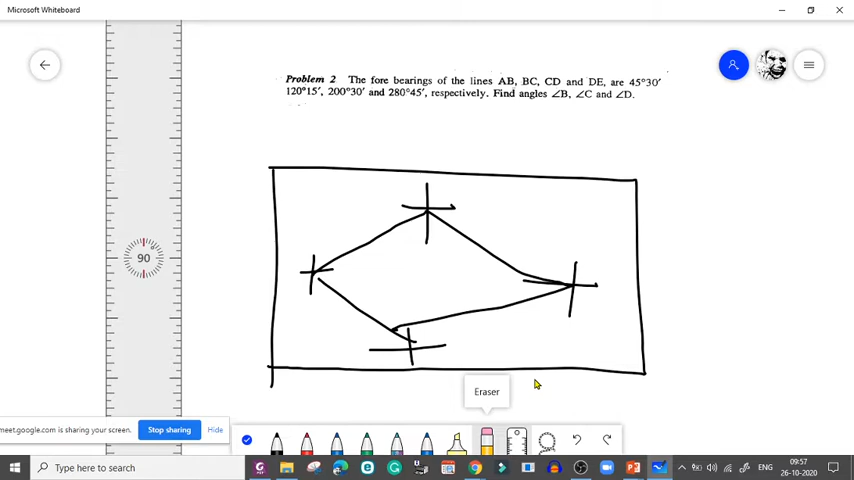 Microsoft Whiteboard
Problem 2 The fore bearings of the lines AB, BC, CD and DE, are 45°30′
120°15′, 200°30′ and 280°45′, respectively. Find angles ∠B, ∠C and ∠D.
90
Eraser
meet.google.com is sharing your screen.
Stop sharing
Hide
Type here to search
ENG
09:57
26-10-2020